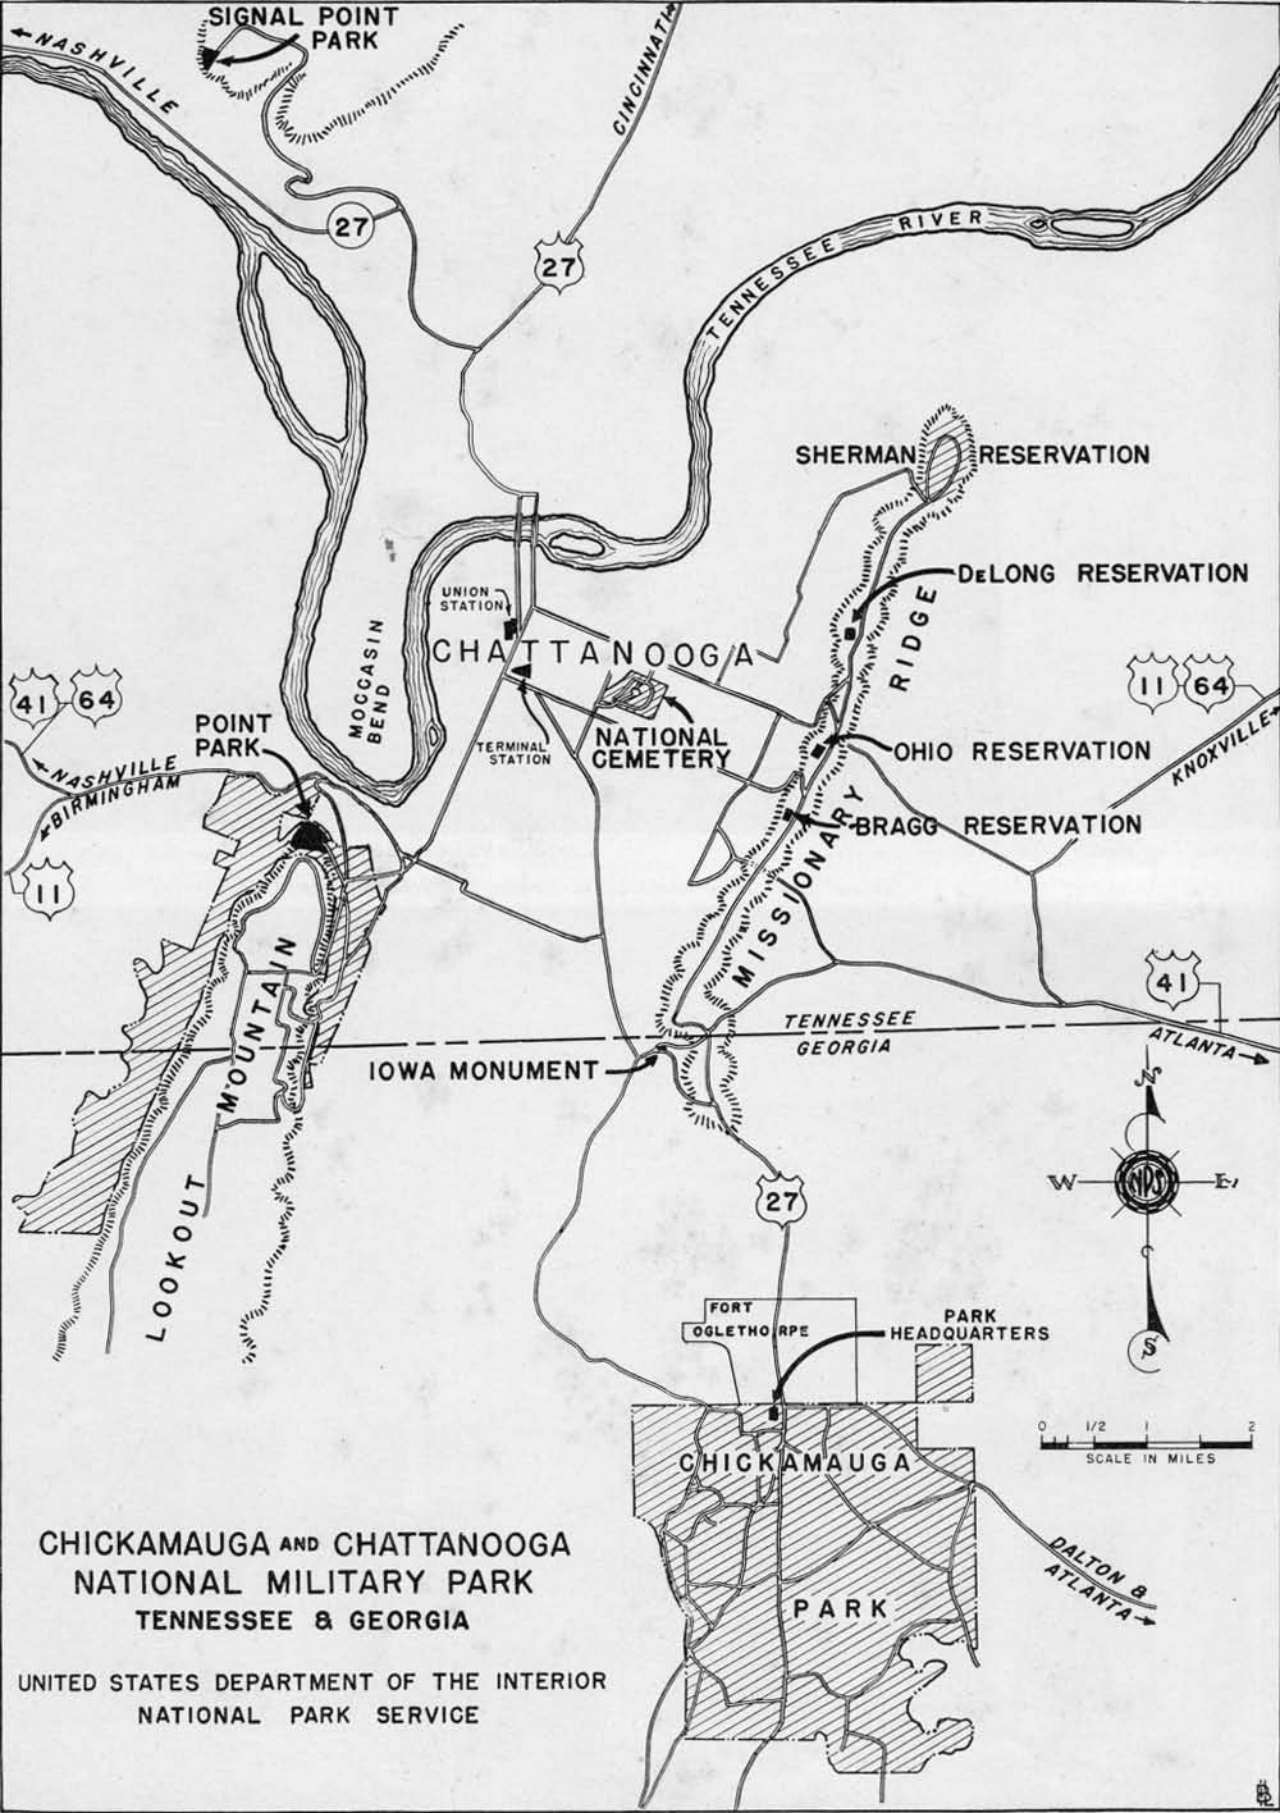 SIGNAL POINT
PARK
NASHVILLE
CINCINNATI
27
27
TENNESSEE RIVER
SHERMAN RESERVATION
DELONG RESERVATION
UNION
STATION
CHATTANOOGA
MOCCASIN
BEND
RIDGE
41 64
11 64
POINT
PARK
NATIONAL
CEMETERY
TERMINAL
STATION
OHIO RESERVATION
KNOXVILLE
NASHVILLE
BIRMINGHAM
BRAGG RESERVATION
11
MISSIONARY
41
TENNESSEE
GEORGIA
ATLANTA
IOWA MONUMENT
LOOKOUT MOUNTAIN
N
W NPS E
S
27
FORT
OGLETHORPE
PARK
HEADQUARTERS
0 1/2 1 2
SCALE IN MILES
CHICKAMAUGA
PARK
DALTON &
ATLANTA
CHICKAMAUGA AND CHATTANOOGA
NATIONAL MILITARY PARK
TENNESSEE & GEORGIA
UNITED STATES DEPARTMENT OF THE INTERIOR
NATIONAL PARK SERVICE